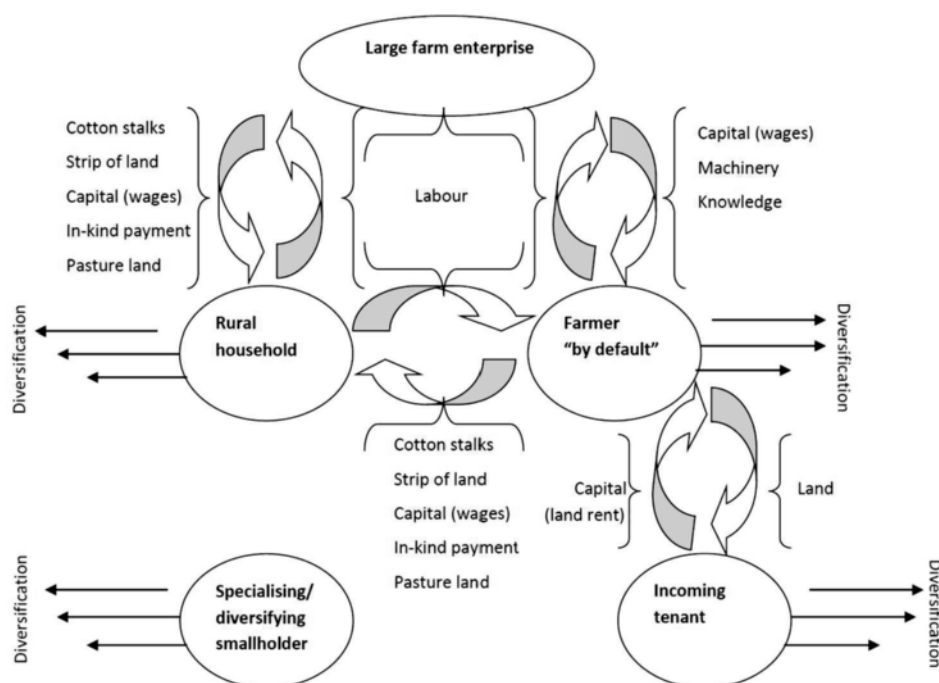 Large farm enterprise
Cotton stalks
Strip of land
Capital (wages)
In-kind payment
Pasture land
Labour
Capital (wages)
Machinery
Knowledge
Diversification
Rural
household
Farmer
"by default"
Diversification
Cotton stalks
Strip of land
Capital (wages)
In-kind payment
Pasture land
Capital
(land rent)
Land
Diversification
Specialising/
diversifying
smallholder
Incoming
tenant
Diversification